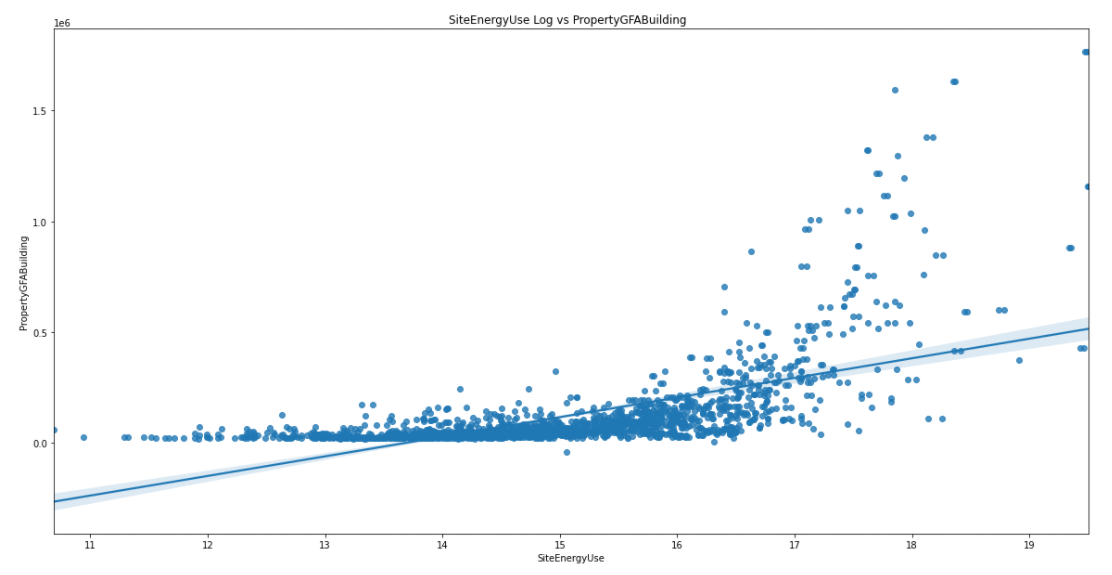 SiteEnergyUse Log vs PropertyGFABuilding
1e6
1.5
1.0
0.5
0.0
PropertyGFABuilding
11 12 13 14 15 16 17 18 19
SiteEnergyUse